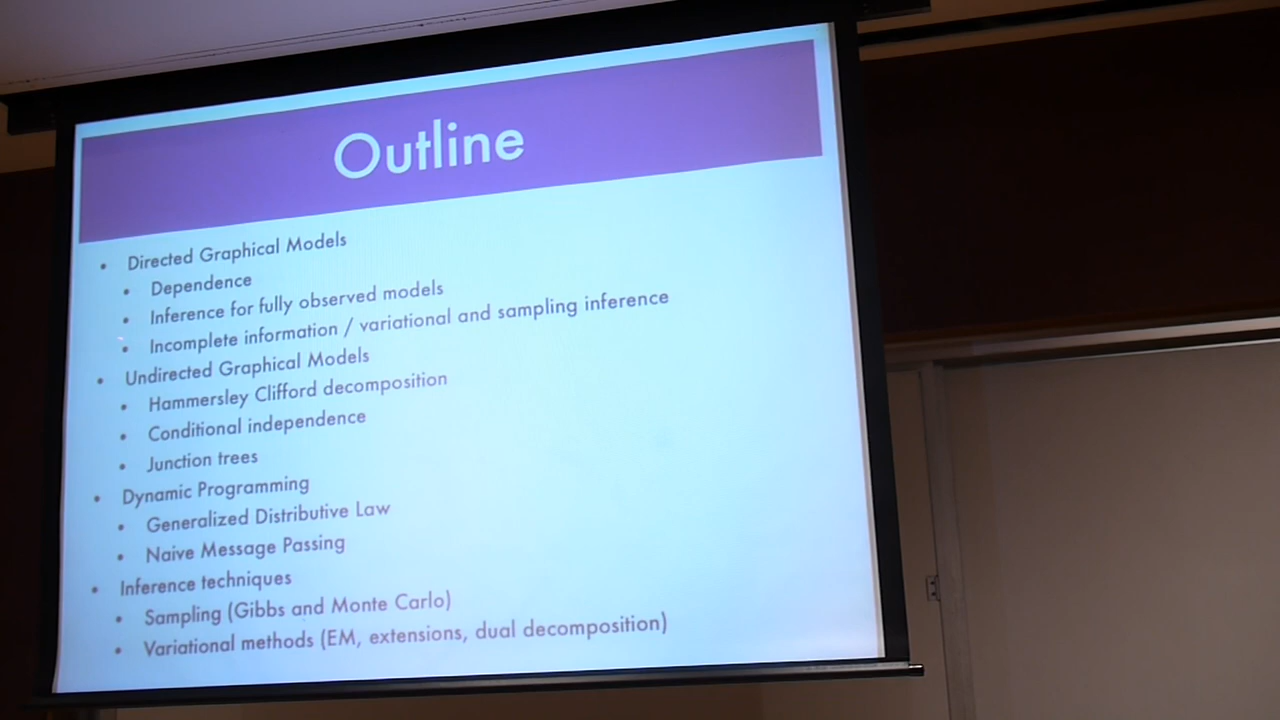 Outline
• Directed Graphical Models
• Dependence
• Inference for fully observed models
• Incomplete information / variational and sampling inference
• Undirected Graphical Models
• Hammersley Clifford decomposition
• Conditional independence
• Junction trees
• Dynamic Programming
• Generalized Distributive Law
• Naive Message Passing
• Inference techniques
• Sampling (Gibbs and Monte Carlo)
• Variational methods (EM, extensions, dual decomposition)